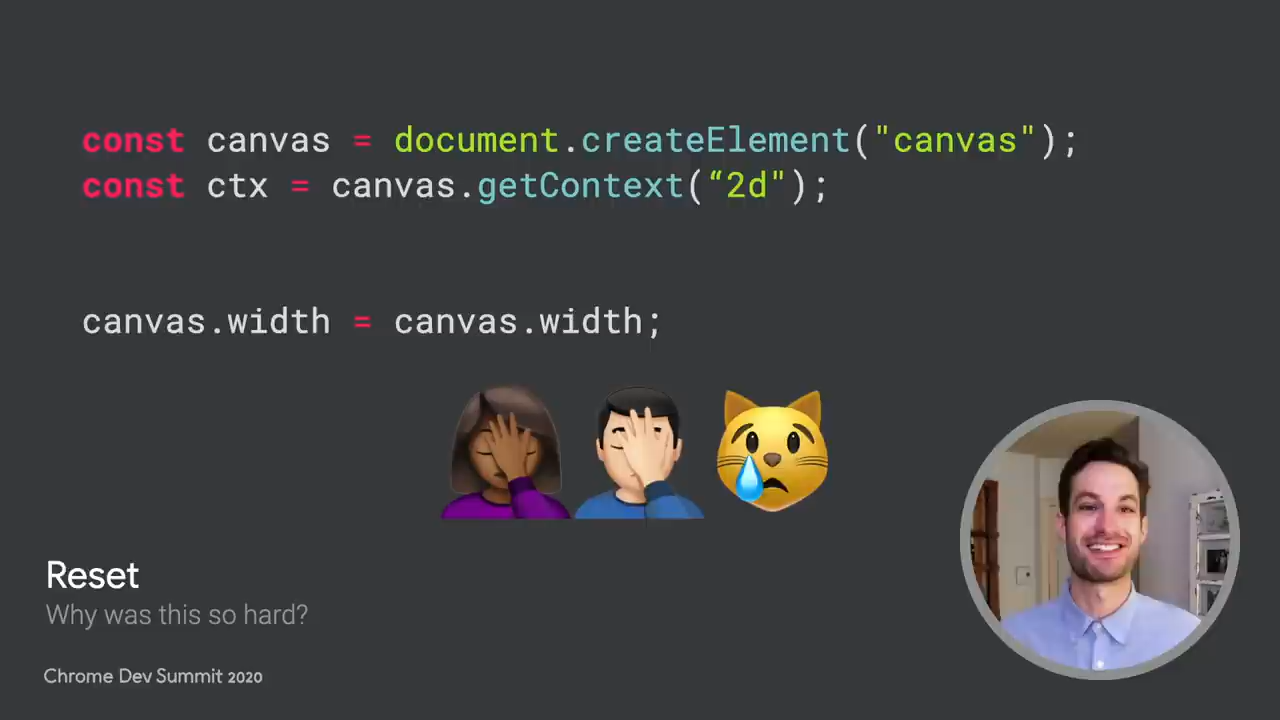 const canvas = document.createElement("canvas");
const ctx = canvas.getContext(“2d");
canvas.width = canvas.width;
Reset
Why was this so hard?
Chrome Dev Summit 2020